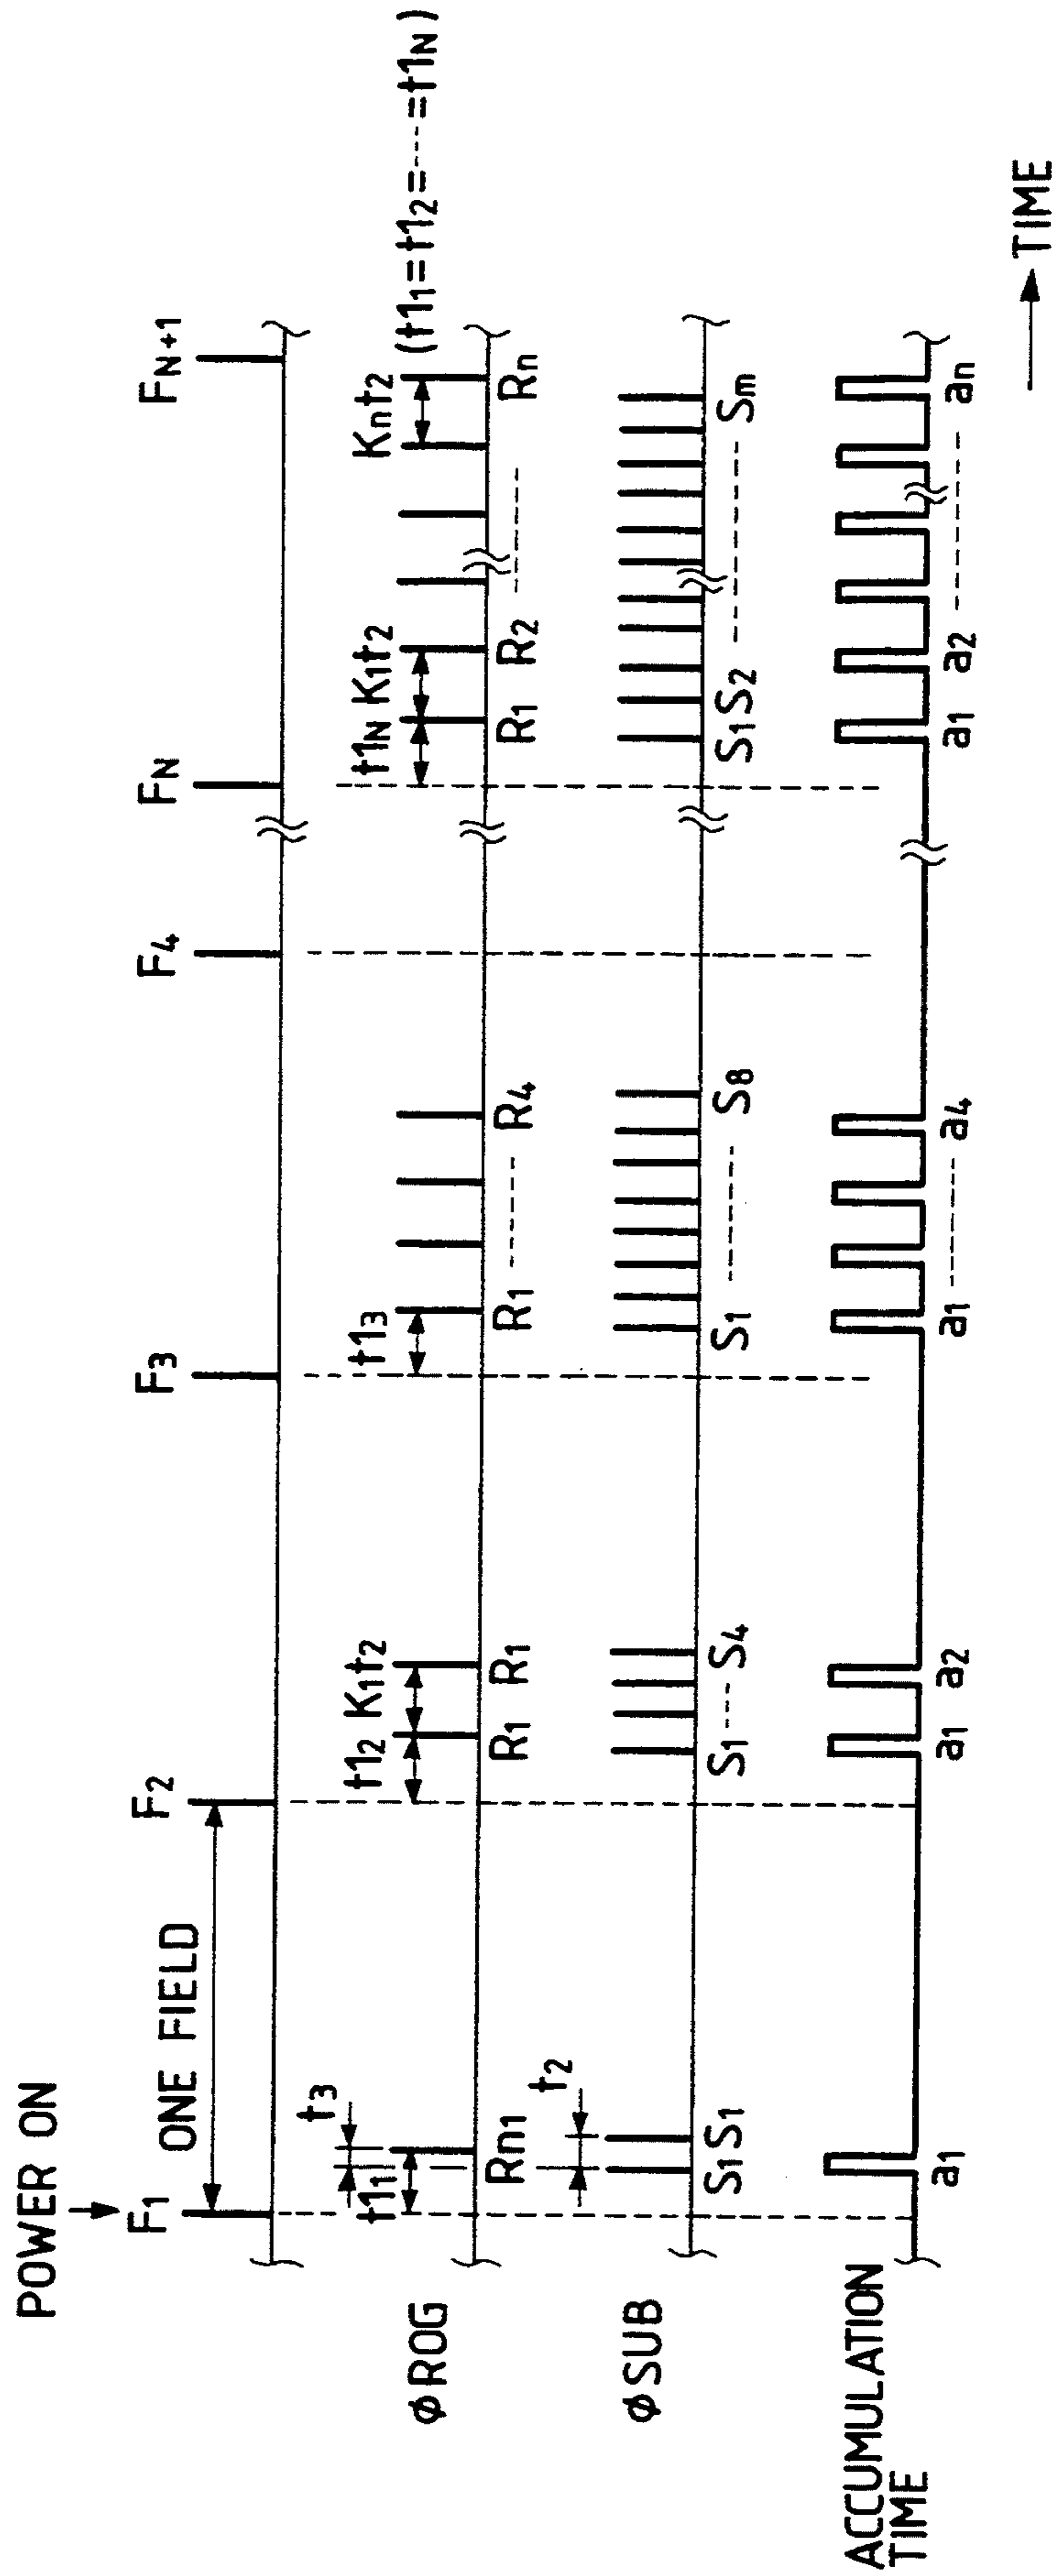 POWER ON
F1 F2 F3 F4 FN FN+1
ONE FIELD
t3 t11 t12 K1t2 t13 t1N K1t2 Knt2 (t11=t12=----=t1N)
φROG
Rn1 R1 R1 R1 ---- R4 R1 R2 ---- Rn
t2
φSUB
S1 S1 S1 ---- S4 S1 ---- S8 S1 S2 ---- Sm
ACCUMULATION
TIME
a1 a1 a2 a1 ---- a4 a1 a2 ---- an
TIME